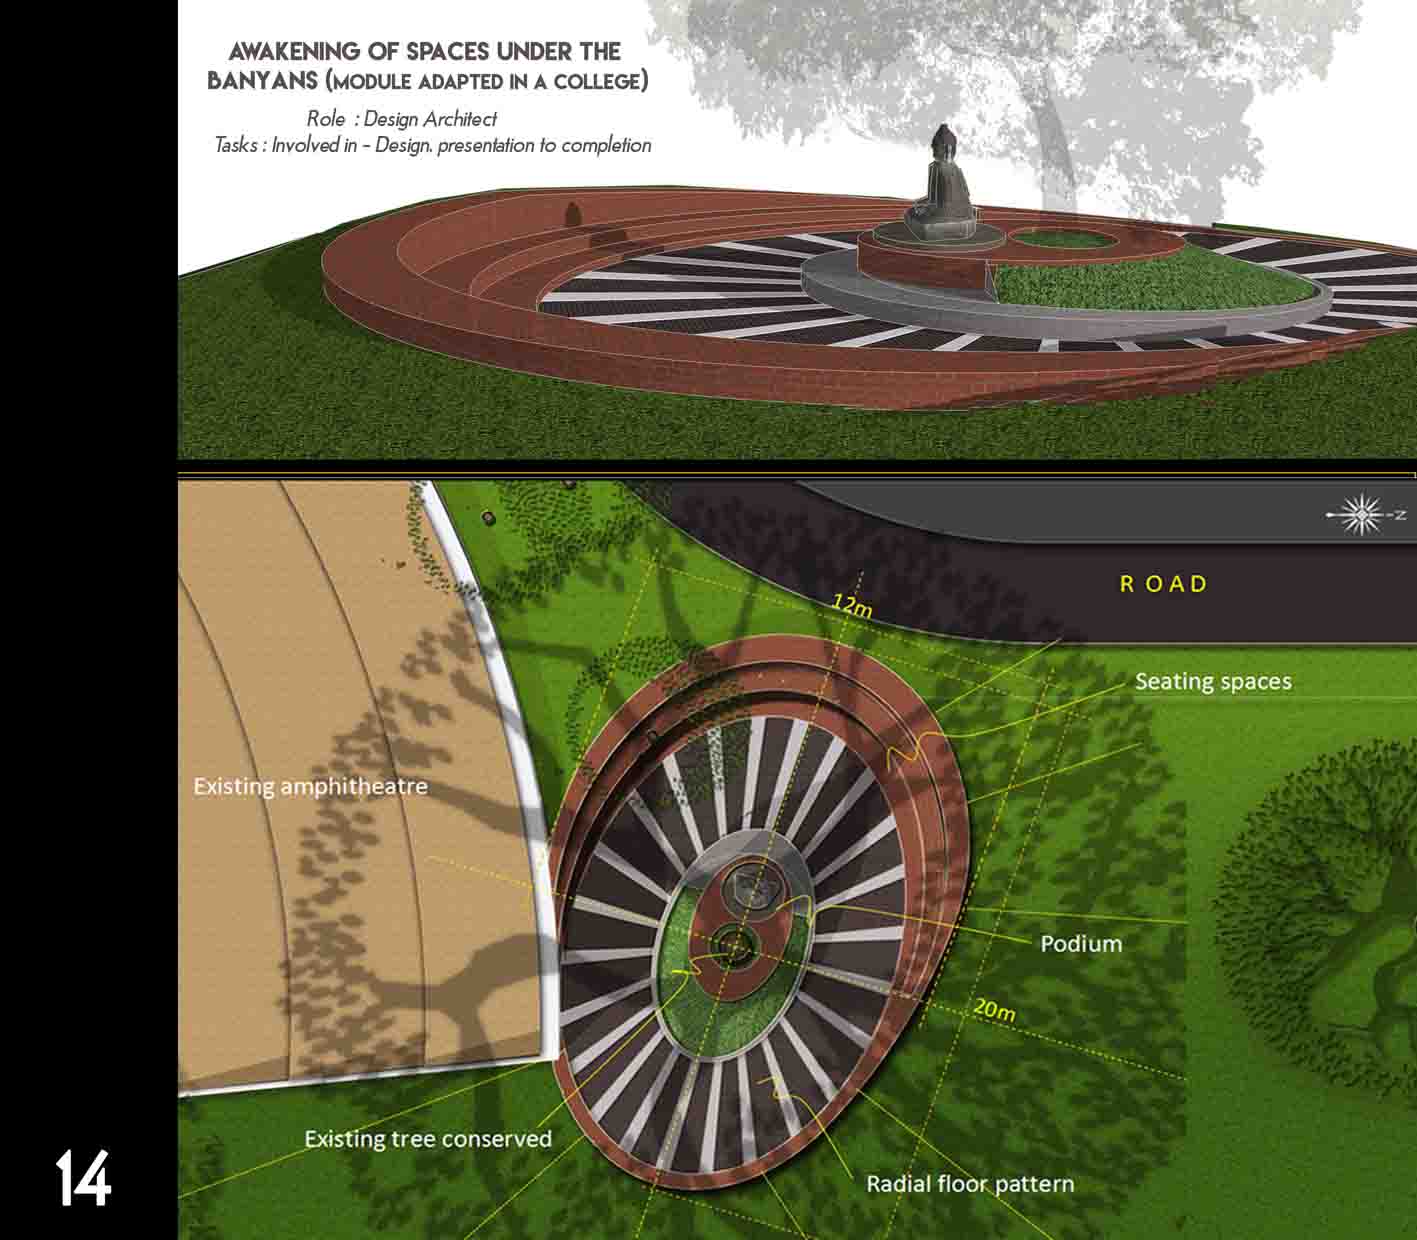 AWAKENING OF SPACES UNDER THE
BANYANS (MODULE ADAPTED IN A COLLEGE)
Role : Design Architect
Tasks : Involved in - Design. presentation to completion
Z
ROAD
12m
Seating spaces
Existing amphitheatre
Podium
20m
Existing tree conserved
Radial floor pattern
14